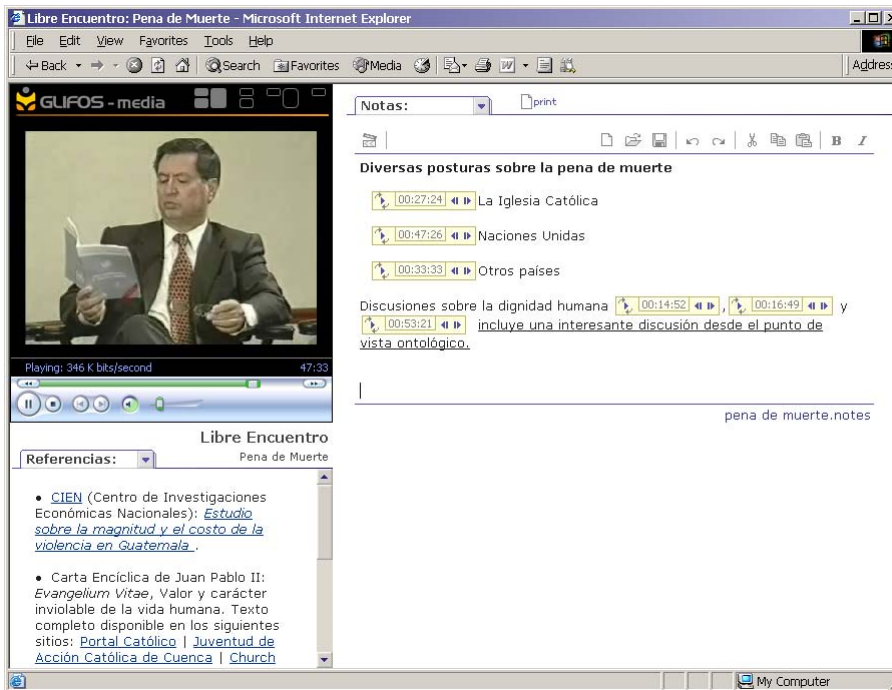 Libre Encuentro: Pena de Muerte - Microsoft Internet Explorer
File Edit View Favorites Tools Help
Back Search Favorites Media Addres
GLIFOS - media
Playing: 346 K bits/second 47:33
Libre Encuentro
Pena de Muerte
Referencias:
• CIEN (Centro de Investigaciones
Económicas Nacionales): Estudio
sobre la magnitud y el costo de la
violencia en Guatemala .
• Carta Encíclica de Juan Pablo II:
Evangelium Vitae, Valor y carácter
inviolable de la vida humana. Texto
completo disponible en los siguientes
sitios: Portal Católico | Juventud de
Acción Católica de Cuenca | Church
Notas: print
B I
Diversas posturas sobre la pena de muerte
00:27:24 La Iglesia Católica
00:47:26 Naciones Unidas
00:33:33 Otros países
Discusiones sobre la dignidad humana 00:14:52 , 00:16:49 y
00:53:21 incluye una interesante discusión desde el punto de
vista ontológico.
pena de muerte.notes
My Computer